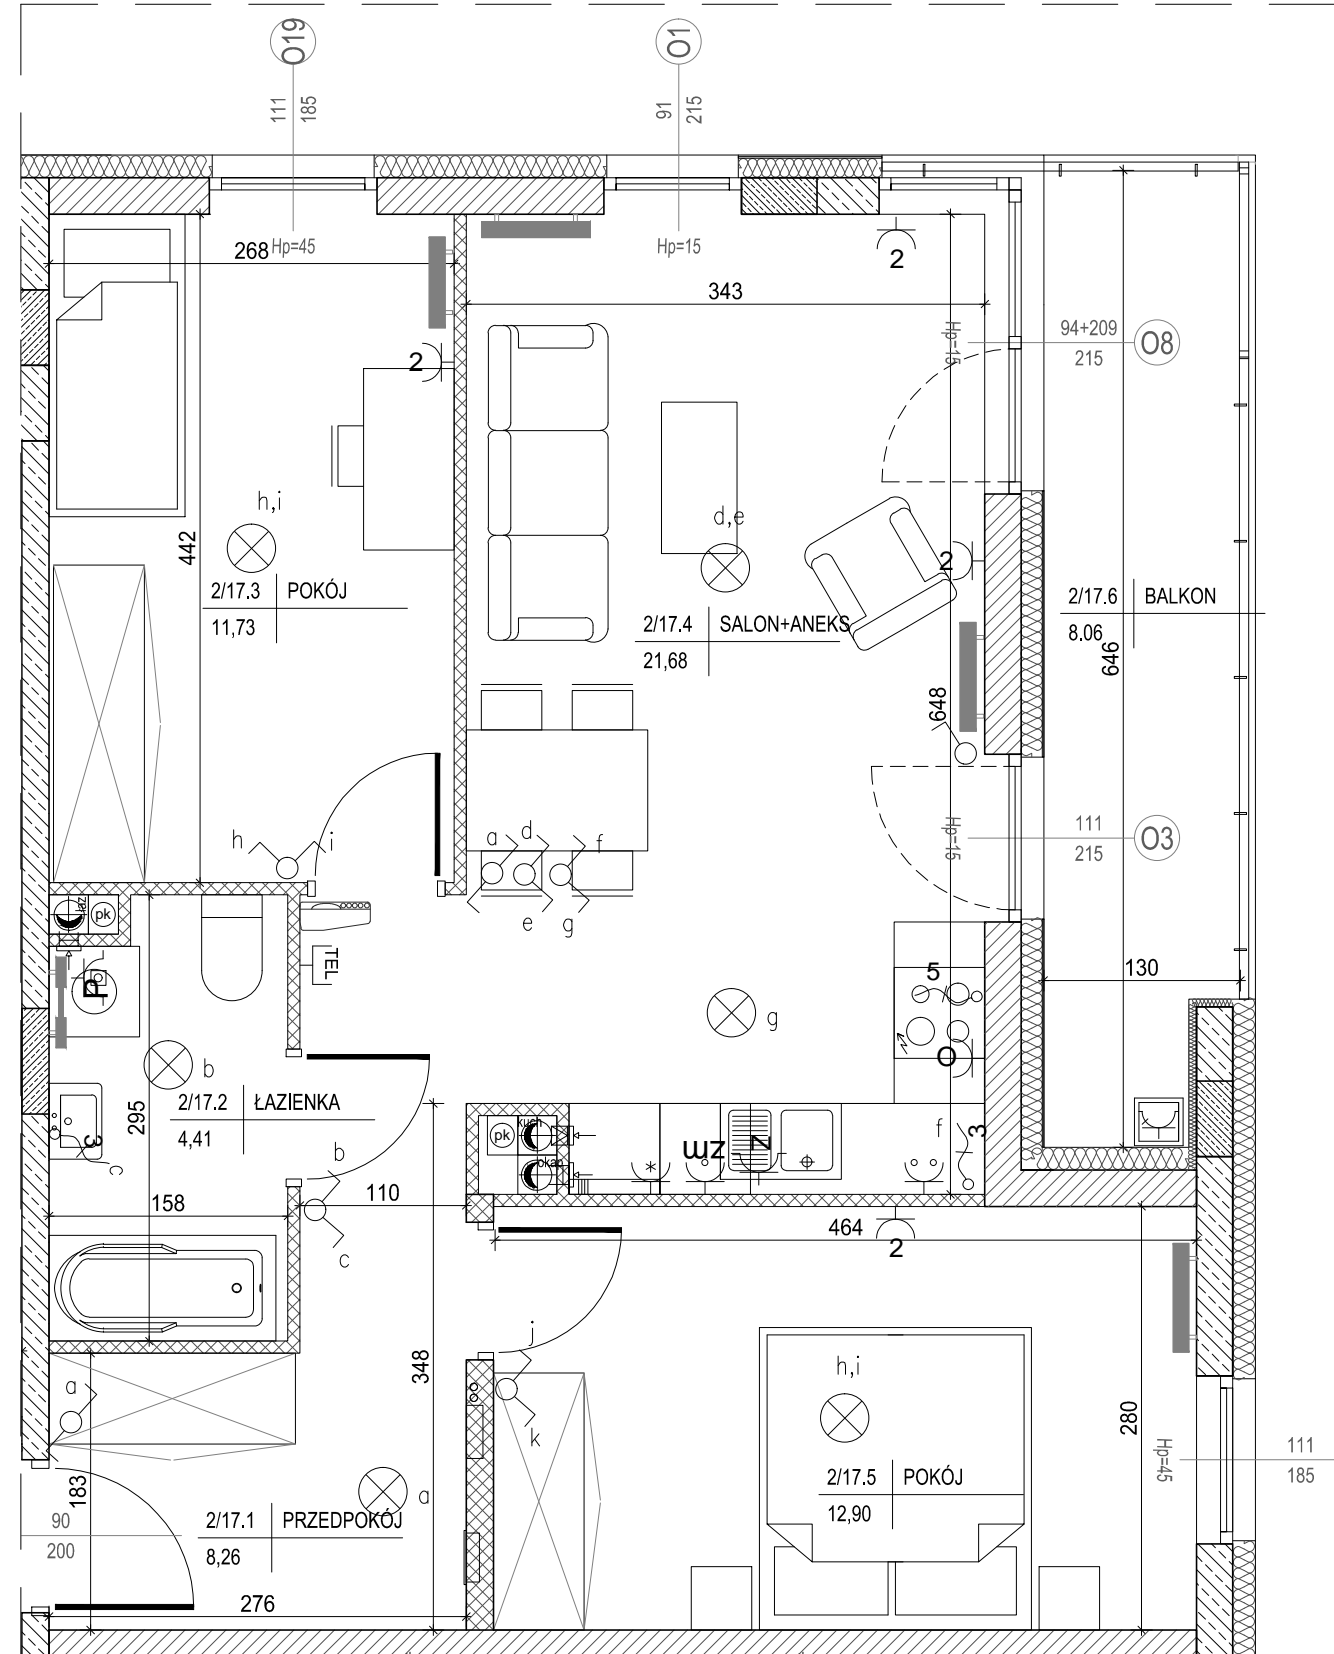 O19
O1
111
185
91
215
268
Hp=45
Hp=15
2
343
2
Hp=15
94+209
215
O8
h,i
d,e
442
2
2/17.3 POKÓJ
11,73
2/17.4 SALON+ANEKS
21,68
2/17.6 BALKON
8.06
646
648
h
i
a
d
f
e
g
Hp=15
111
215
O3
łaz
pk
TEL
p
5
130
g
b
O
295
2/17.2 ŁAZIENKA
4,41
3
c
b
kuch
pk
okap
*
zm
z
f
3
158
110
c
464
2
j
348
h,i
a
k
280
Hp=45
111
185
183
a
2/17.5 POKÓJ
12,90
90
200
2/17.1 PRZEDPOKÓJ
8,26
276